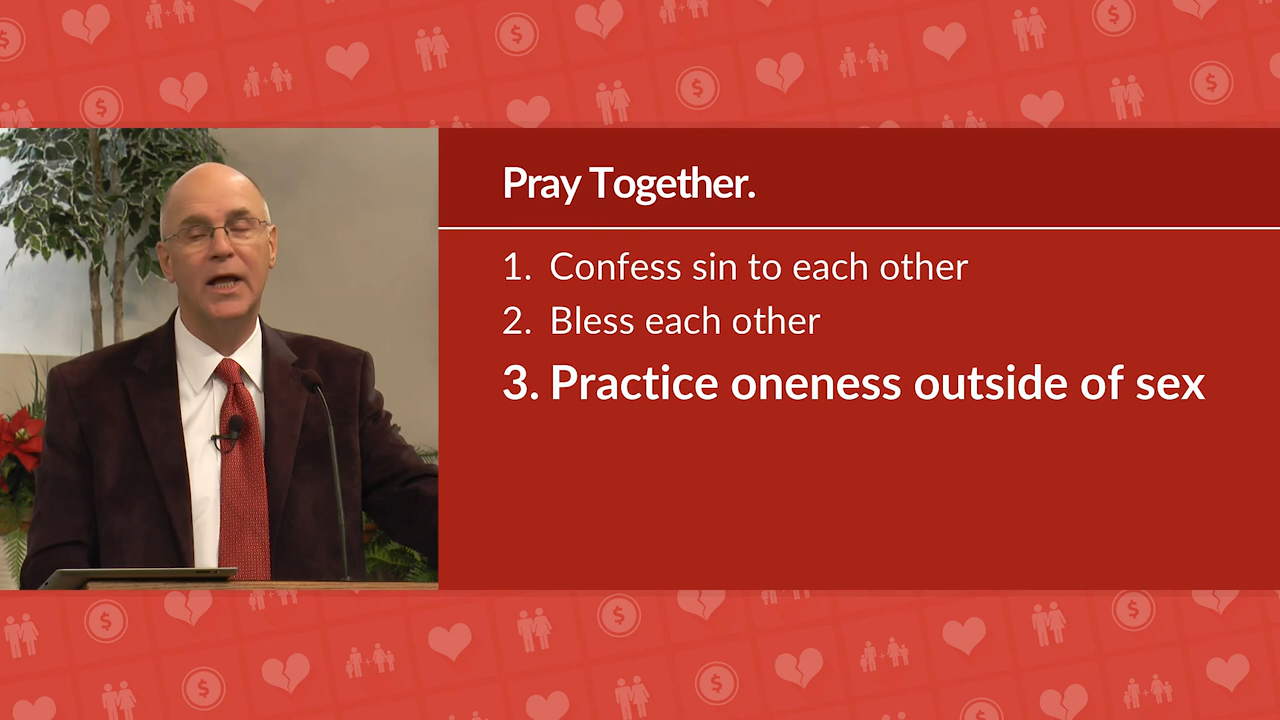 Pray Together.
1. Confess sin to each other
2. Bless each other
3. Practice oneness outside of sex